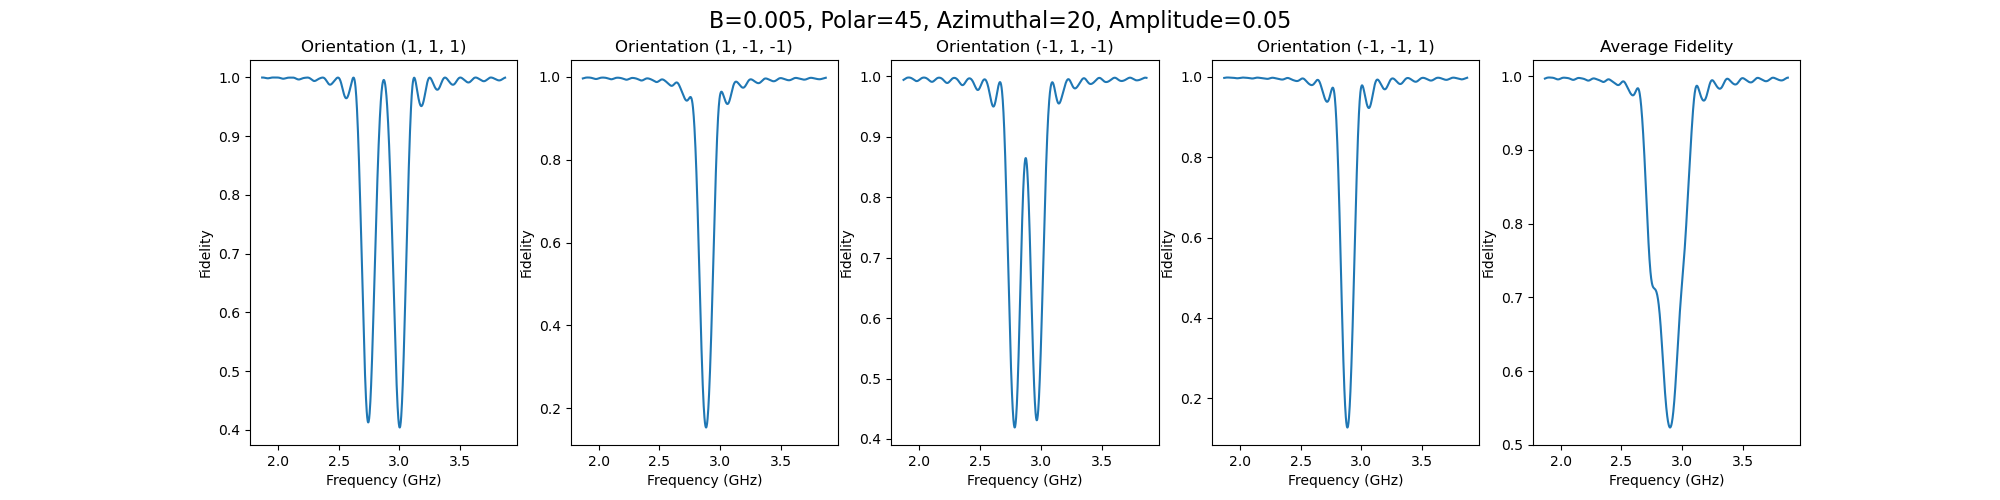 B=0.005, Polar=45, Azimuthal=20, Amplitude=0.05
Orientation (1, 1, 1)
1.0
0.9
0.8
0.7
0.6
0.5
0.4
Fidelity
2.0 2.5 3.0 3.5
Frequency (GHz)
Orientation (1, -1, -1)
1.0
0.8
0.6
0.4
0.2
Fidelity
2.0 2.5 3.0 3.5
Frequency (GHz)
Orientation (-1, 1, -1)
1.0
0.9
0.8
0.7
0.6
0.5
0.4
Fidelity
2.0 2.5 3.0 3.5
Frequency (GHz)
Orientation (-1, -1, 1)
1.0
0.8
0.6
0.4
0.2
Fidelity
2.0 2.5 3.0 3.5
Frequency (GHz)
Average Fidelity
1.0
0.9
0.8
0.7
0.6
0.5
Fidelity
2.0 2.5 3.0 3.5
Frequency (GHz)